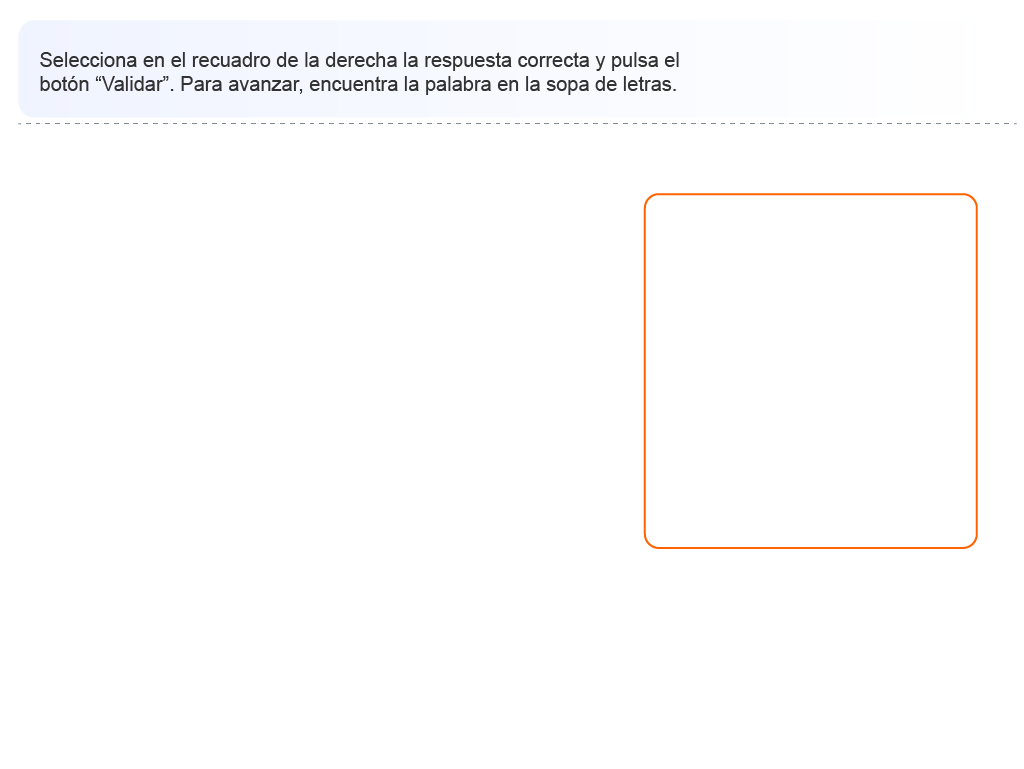 Selecciona en el recuadro de la derecha la respuesta correcta y pulsa el
botón “Validar”. Para avanzar, encuentra la palabra en la sopa de letras.